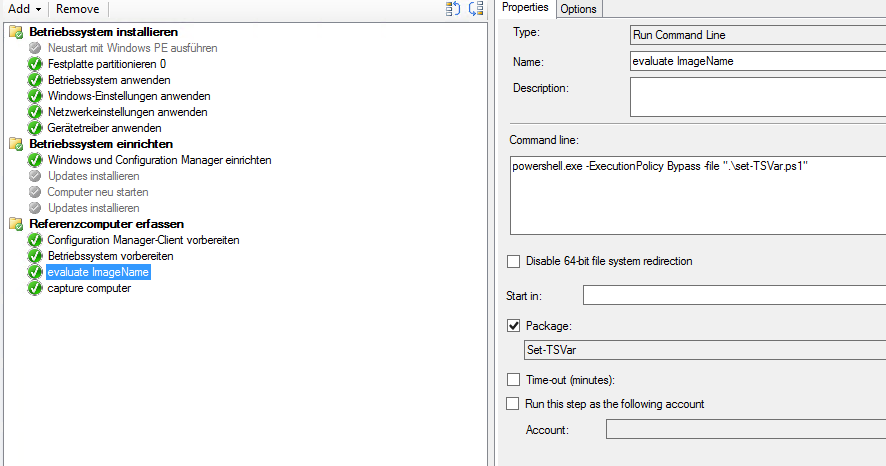 Add
Remove
Betriebssystem installieren
Neustart mit Windows PE ausführen
Festplatte partitionieren 0
Betriebssystem anwenden
Windows-Einstellungen anwenden
Netzwerkeinstellungen anwenden
Gerätetreiber anwenden
Betriebssystem einrichten
Windows und Configuration Manager einrichten
Updates installieren
Computer neu starten
Updates installieren
Referenzcomputer erfassen
Configuration Manager-Client vorbereiten
Betriebssystem vorbereiten
evaluate ImageName
capture computer
Properties
Options
Type:
Run Command Line
Name:
evaluate ImageName
Description:
Command line:
powershell.exe -ExecutionPolicy Bypass -file ".\set-TSVar.ps1"
Disable 64-bit file system redirection
Start in:
Package:
Set-TSVar
Time-out (minutes):
Run this step as the following account
Account: